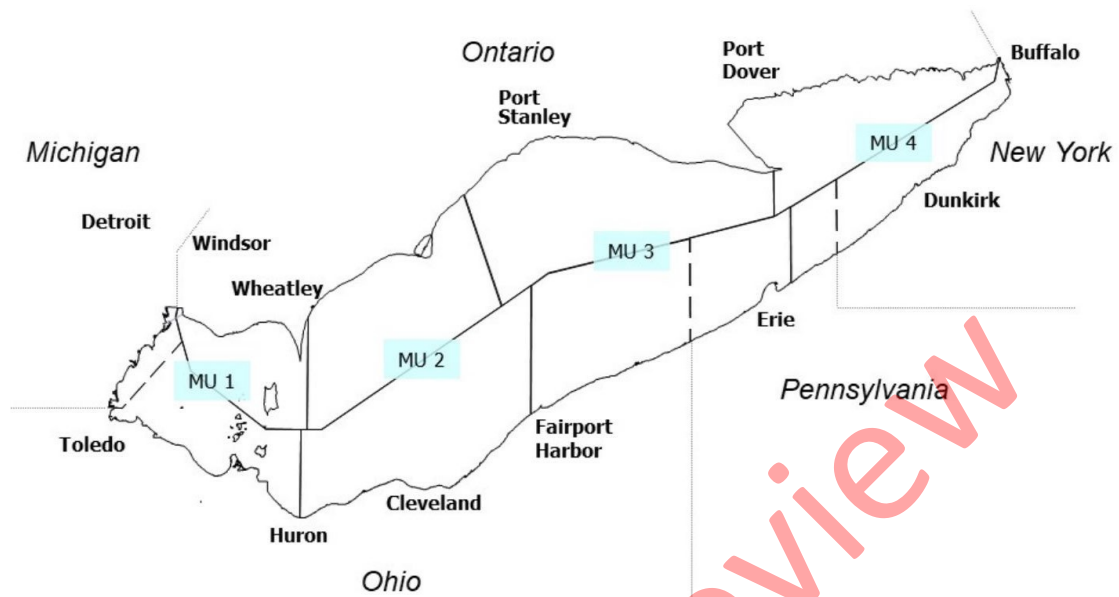 Ontario
Port
Dover
Buffalo
Port
Stanley
MU 4
Michigan
New York
Dunkirk
Detroit
Windsor
MU 3
Wheatley
Erie
MU 2
MU 1
Pennsylvania
Toledo
Fairport
Harbor
Cleveland
Huron
Ohio
eview